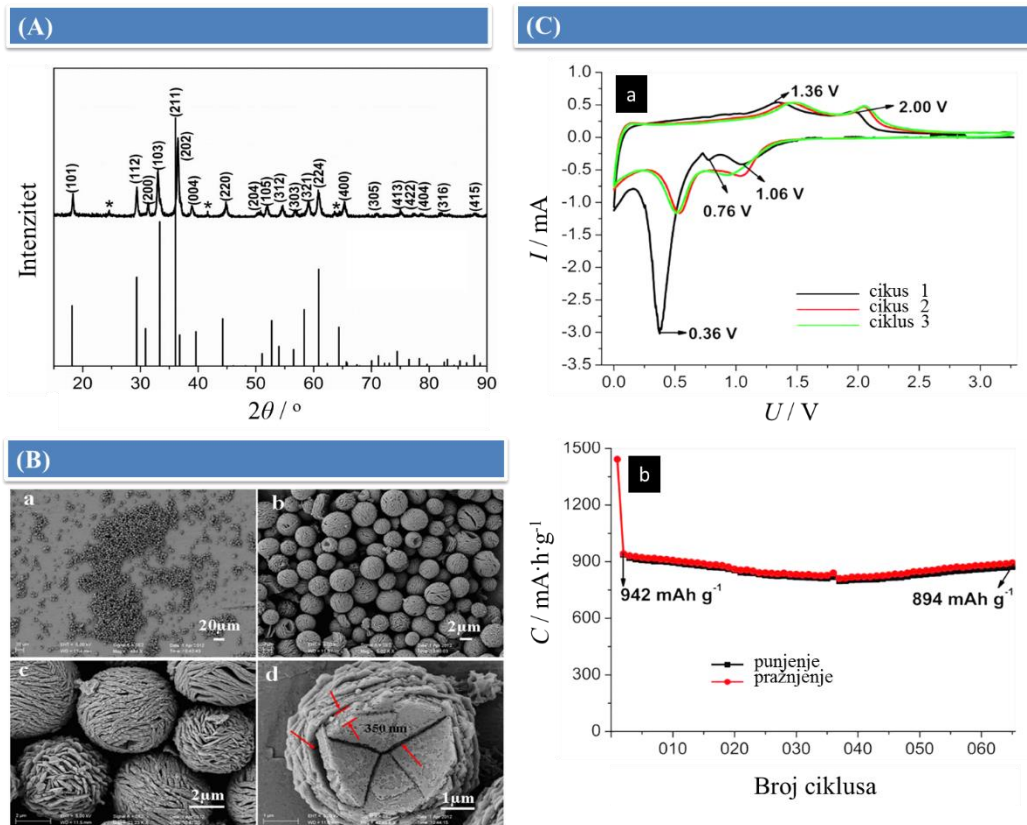 (A)
(101)
*
(112)
(200)
(103)
(211)
(202)
(004)
*
(220)
(204)
(105)
(312)
(303)
(321)
(224)
*
(400)
(305)
(413)
(422)
(404)
(316)
(415)
Intenzitet
20 30 40 50 60 70 80 90
2θ / °
(B)
a
20µm
b
2µm
c
2µm
d
350 nm
1µm
(C)
a
1.0
0.5
0.0
-0.5
-1.0
-1.5
-2.0
-2.5
-3.0
-3.5
I / mA
1.36 V
2.00 V
1.06 V
0.76 V
0.36 V
cikus 1
cikus 2
ciklus 3
0.0 0.5 1.0 1.5 2.0 2.5 3.0
U / V
b
1500
1200
900
600
300
0
C / mA·h·g⁻¹
942 mAh g⁻¹
894 mAh g⁻¹
punjenje
pražnjenje
010 020 030 040 050 060
Broj ciklusa